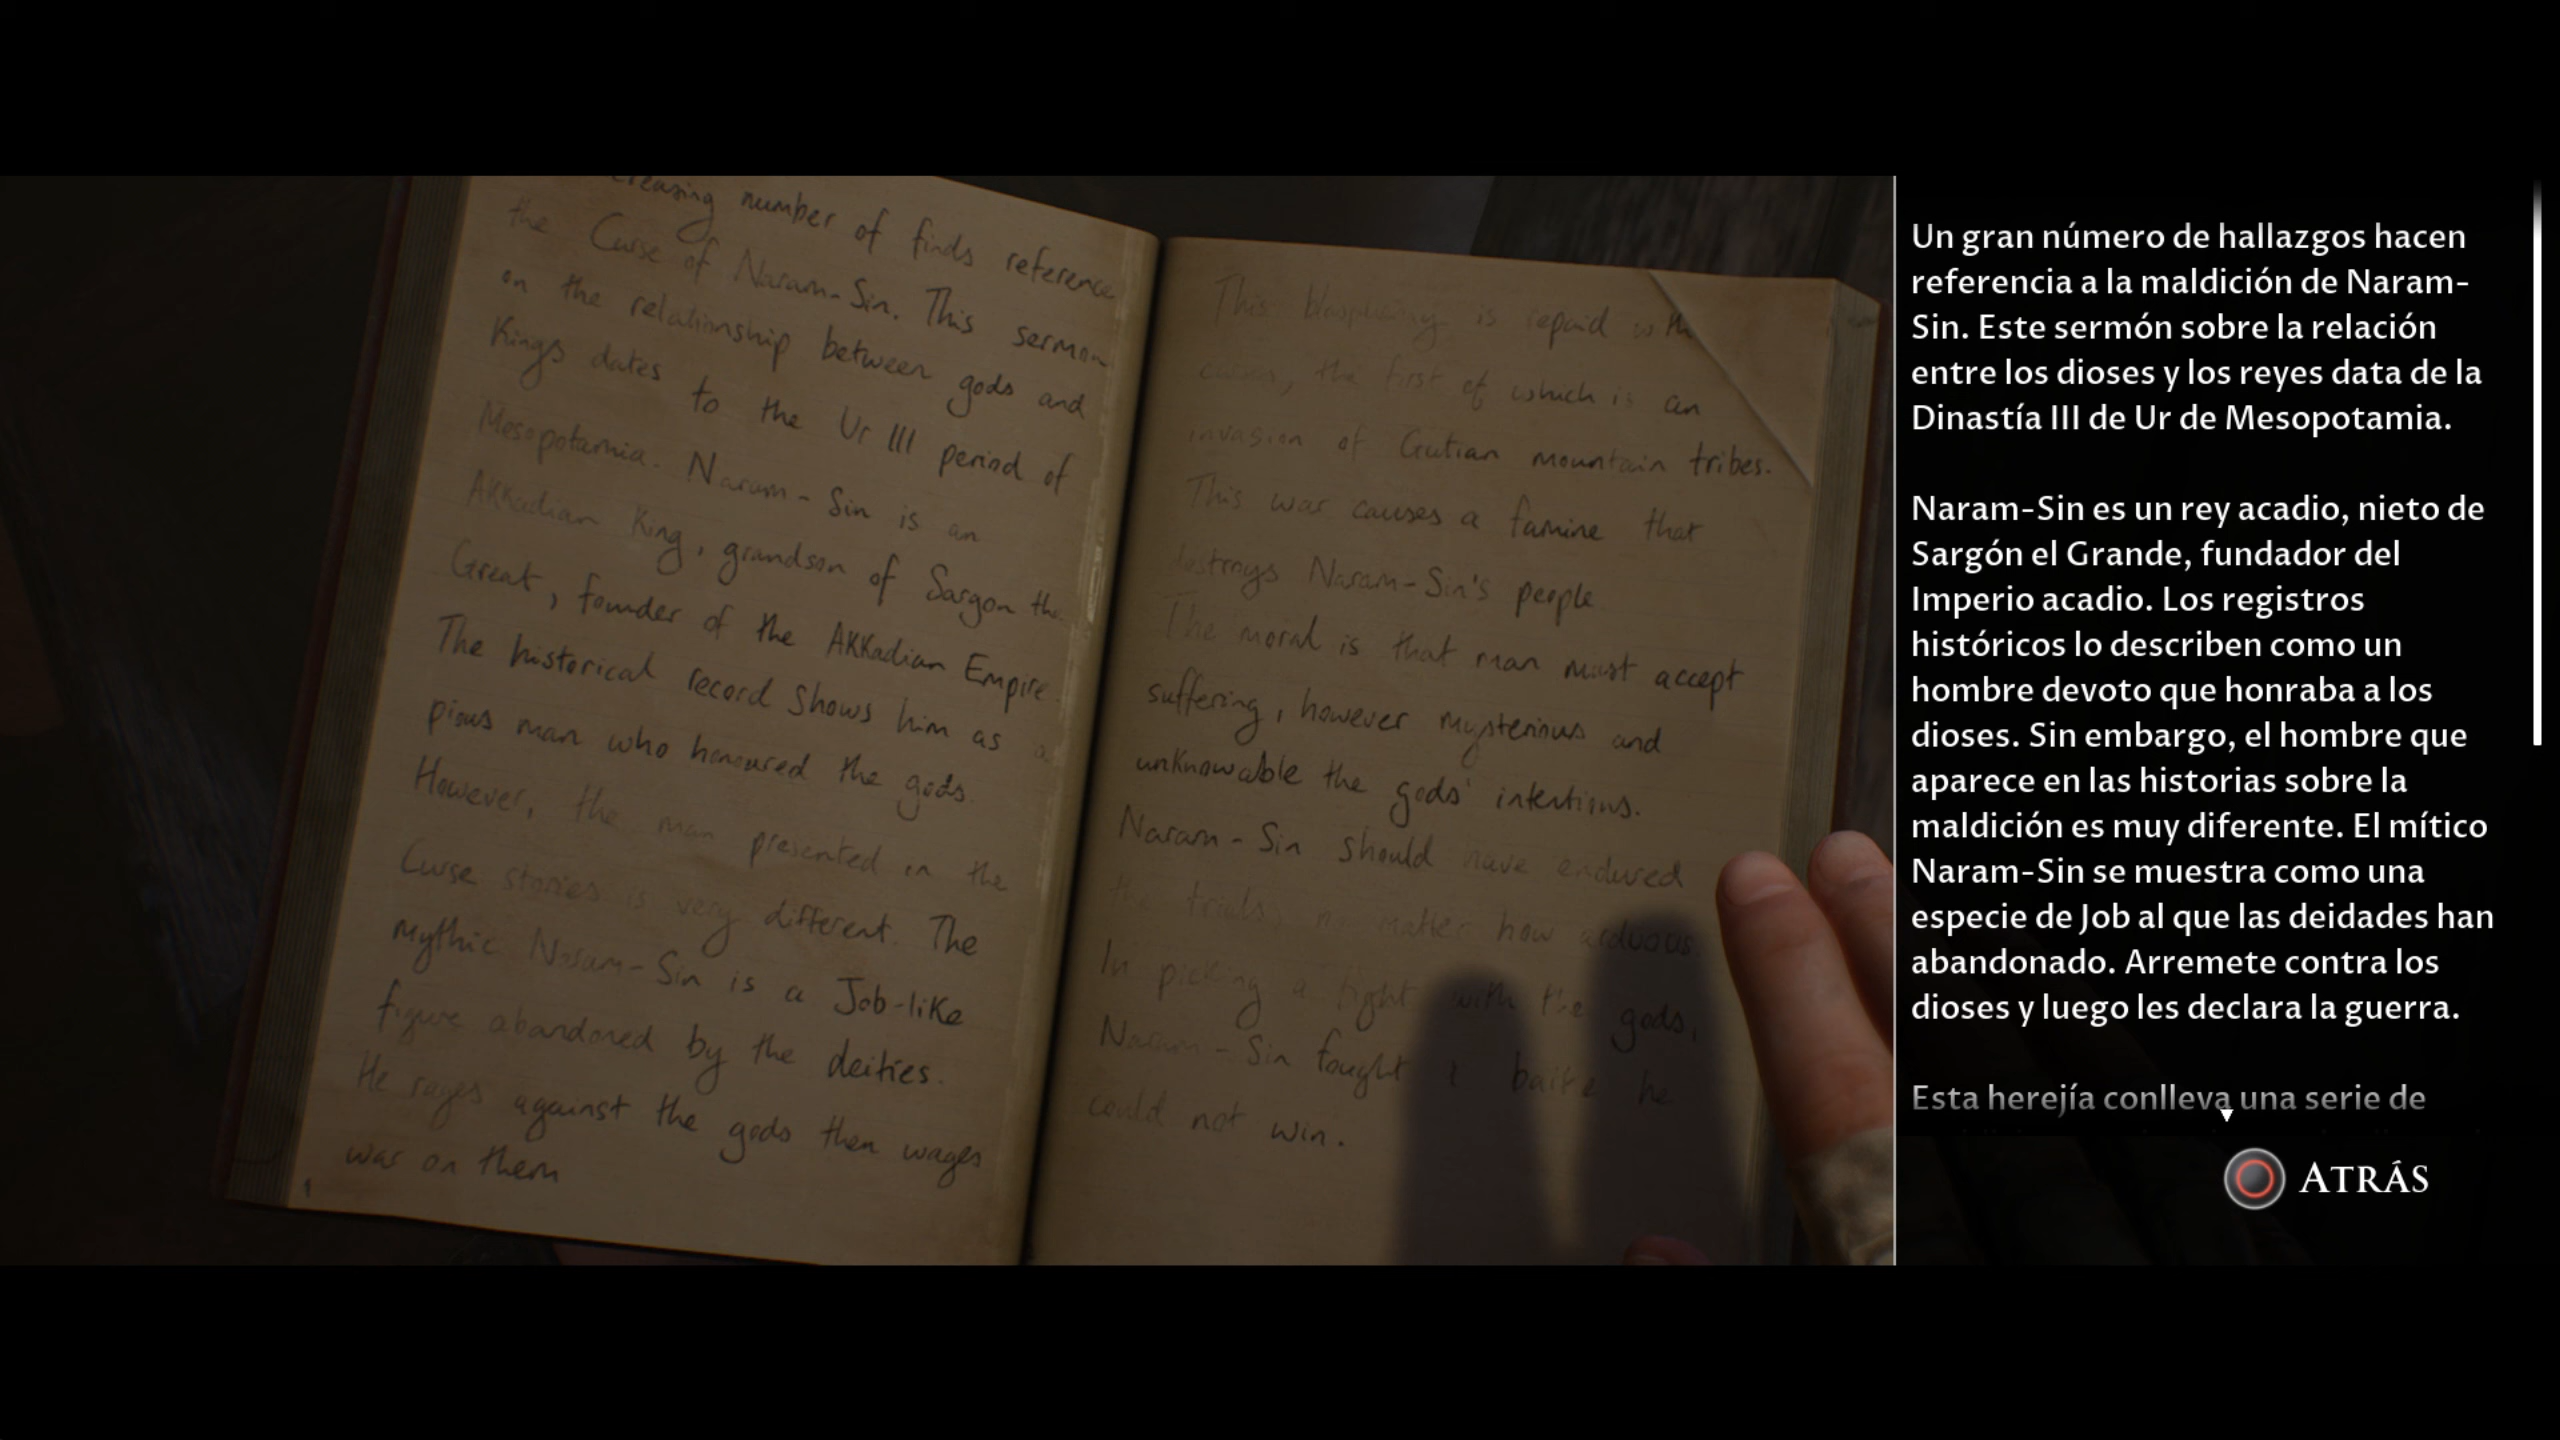 creasing number of finds reference
the Curse of Naram-Sin. This sermon
on the relationship between gods and
Kings dates to the Ur III period of
Mesopotamia. Naram-Sin is an
Akkadian King, grandson of Sargon the
Great, founder of the Akkadian Empire.
The historical record shows him as a
pious man who honoured the gods.
However, the man presented in the
Curse stories is very different. The
mythic Naram-Sin is a Job-like
figure abandoned by the deities.
He rages against the gods then wages
war on them
1
This blasphemy is repaid with
curses, the first of which is an
invasion of Gutian mountain tribes.
This war causes a famine that
destroys Naram-Sin's people
The moral is that man must accept
suffering, however mysterious and
unknowable the gods' intentions.
Naram-Sin should have endured
the trials, no matter how arduous.
In picking a fight with the gods,
Naram-Sin fought a battle he
could not win.
Un gran número de hallazgos hacen
referencia a la maldición de Naram-
Sin. Este sermón sobre la relación
entre los dioses y los reyes data de la
Dinastía III de Ur de Mesopotamia.
Naram-Sin es un rey acadio, nieto de
Sargón el Grande, fundador del
Imperio acadio. Los registros
históricos lo describen como un
hombre devoto que honraba a los
dioses. Sin embargo, el hombre que
aparece en las historias sobre la
maldición es muy diferente. El mítico
Naram-Sin se muestra como una
especie de Job al que las deidades han
abandonado. Arremete contra los
dioses y luego les declara la guerra.
Esta herejía conlleva una serie de
ATRÁS